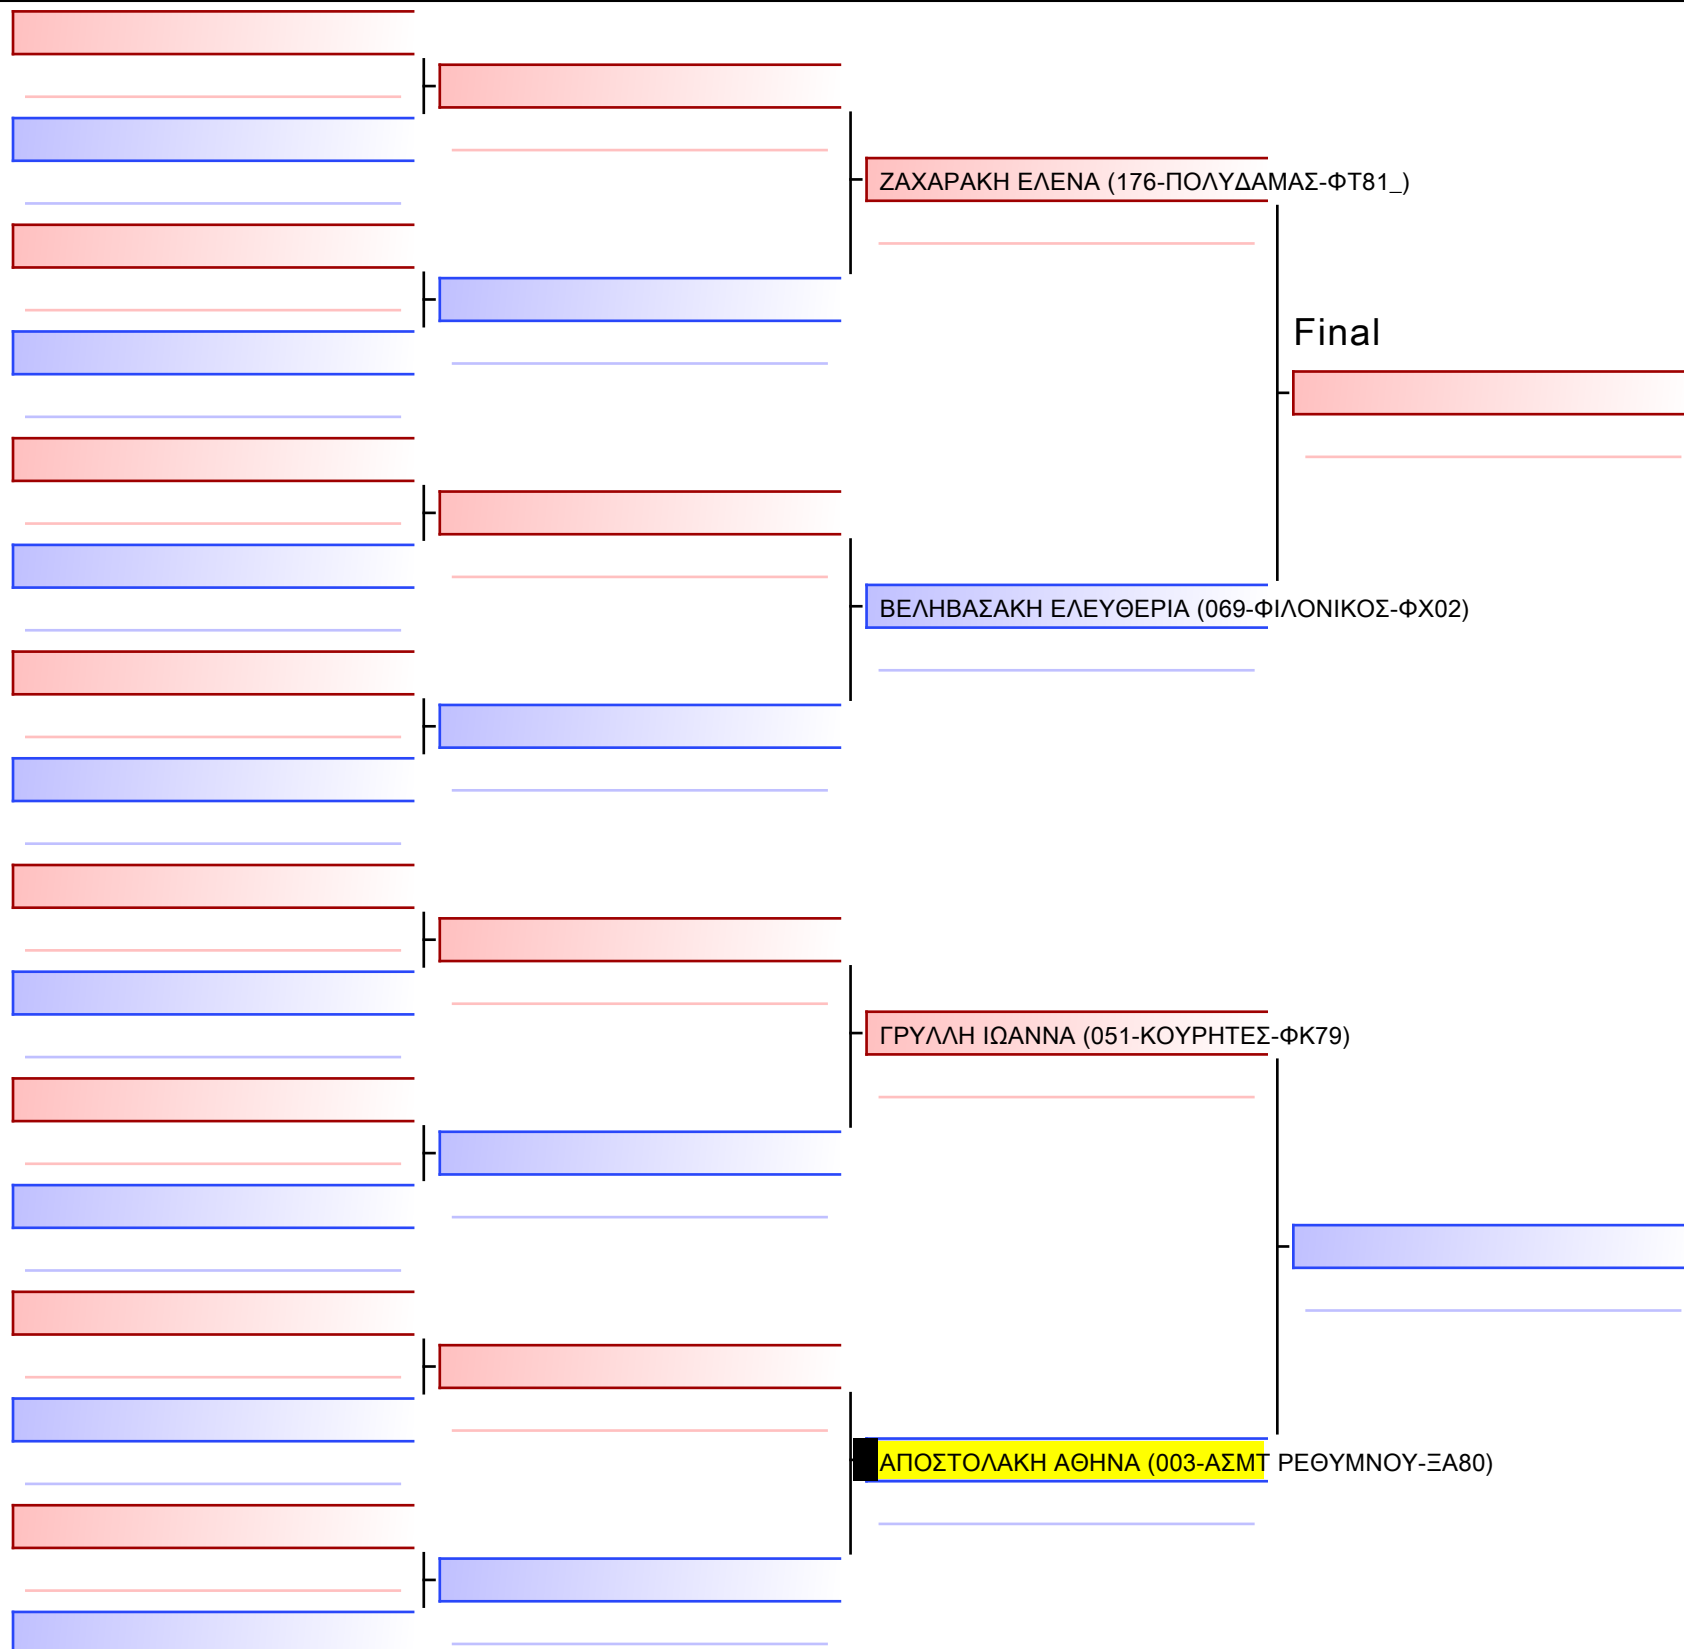 ΖΑΧΑΡΑΚΗ ΕΛΕΝΑ (176-ΠΟΛΥΔΑΜΑΣ-ΦΤ81_)
Final
ΒΕΛΗΒΑΣΑΚΗ ΕΛΕΥΘΕΡΙΑ (069-ΦΙΛΟΝΙΚΟΣ-ΦΧ02)
ΓΡΥΛΛΗ ΙΩΑΝΝΑ (051-ΚΟΥΡΗΤΕΣ-ΦΚ79)
ΑΠΟΣΤΟΛΑΚΗ ΑΘΗΝΑ (003-ΑΣΜΤ ΡΕΘΥΜΝΟΥ-ΞΑ80)